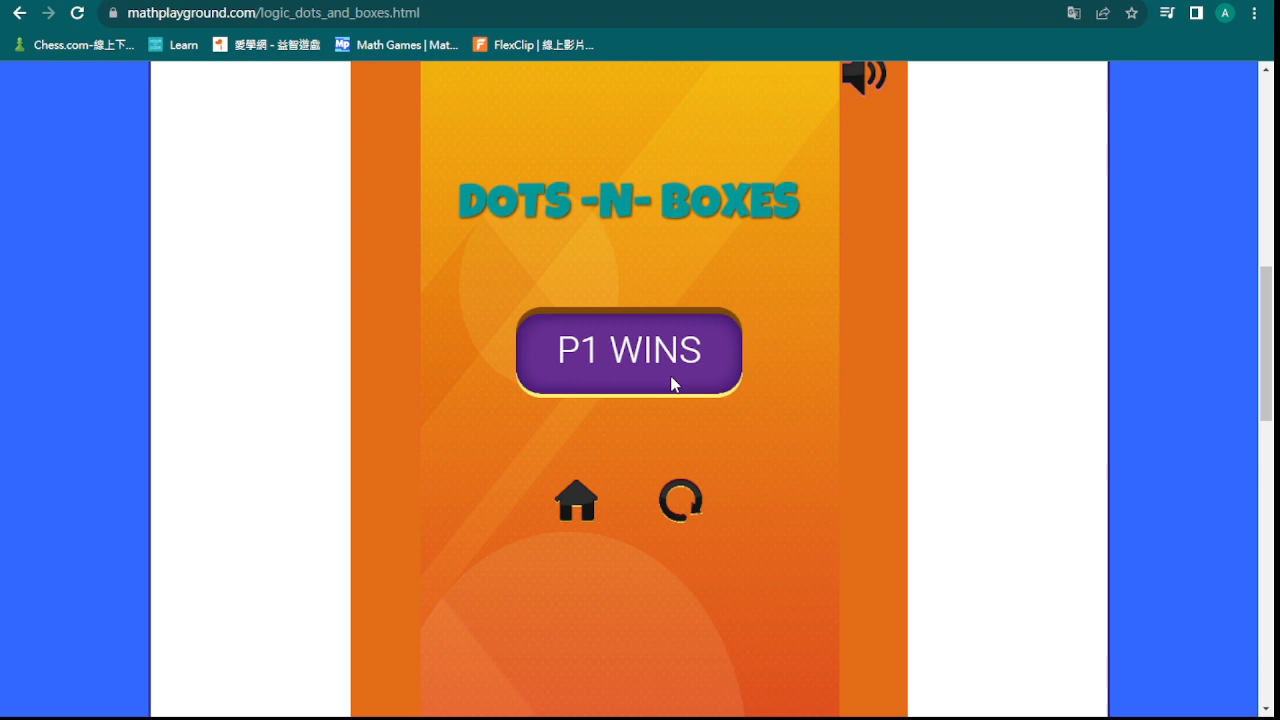 mathplayground.com/logic_dots_and_boxes.html
A
Chess.com-線上下...
Learn
愛學網 - 益智遊戲
Mp
Math Games | Mat...
FlexClip | 線上影片...
DOTS -N- BOXES
P1 WINS